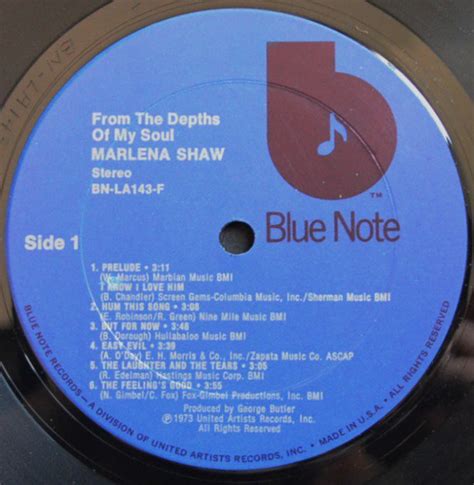 From The Depths
Of My Soul
MARLENA SHAW
Stereo
BN-LA143-F
b
TM
Blue Note
Side 1
1. PRELUDE • 3:11
(W. Marcus) Marbian Music BMI
I KNOW I LOVE HIM
(B. Chandler) Screen Gems-Columbia Music, Inc./Sherman Music BMI
2. HUM THIS SONG • 3:08
(E. Robinson/R. Green) Nine Mile Music BMI
3. BUT FOR NOW • 3:46
(B. Dorough) Hullabaloo Music BMI
4. EASY EVIL • 3:39
(A. O'Day) E. H. Morris & Co., Inc./Zapata Music Co. ASCAP
5. THE LAUGHTER AND THE TEARS • 3:05
(R. Edelman) Hastings Music Corp. BMI
6. THE FEELING'S GOOD • 3:55
(N. Gimbel/C. Fox) Fox-Gimbel Productions, Inc. BMI
Produced by George Butler
Ⓟ1973 United Artists Records, Inc.
All Rights Reserved
BLUE NOTE RECORDS — A DIVISION OF UNITED ARTISTS RECORDS, INC. • MADE IN U.S.A. • ALL RIGHTS RESERVED
BN-LA143